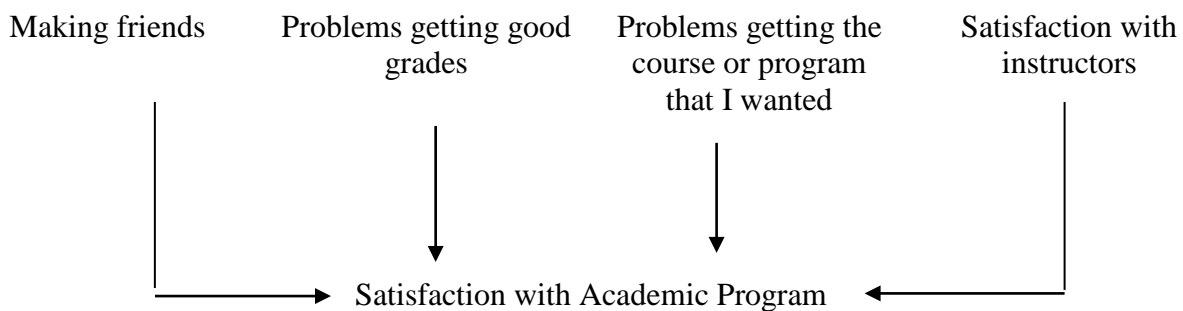 Making friends
Problems getting good
grades
Problems getting the
course or program
that I wanted
Satisfaction with
instructors
Satisfaction with Academic Program